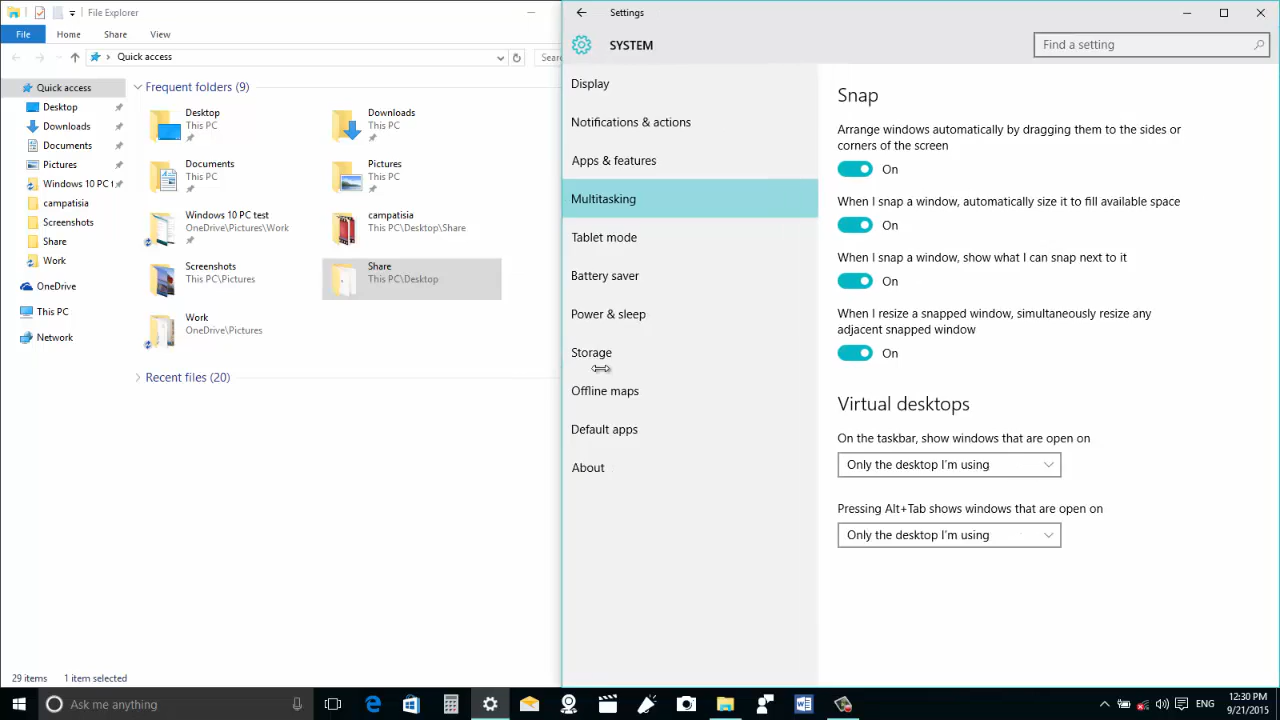 File Explorer
File
Home
Share
View
Quick access
Sear
Quick access
Desktop
Downloads
Documents
Pictures
Windows 10 PC t
campatisia
Screenshots
Share
Work
OneDrive
This PC
Network
Frequent folders (9)
Desktop
This PC
Downloads
This PC
Documents
This PC
Pictures
This PC
Windows 10 PC test
OneDrive\Pictures\Work
campatisia
This PC\Desktop\Share
Screenshots
This PC\Pictures
Share
This PC\Desktop
Work
OneDrive\Pictures
Recent files (20)
29 items
1 item selected
Settings
SYSTEM
Find a setting
Display
Notifications & actions
Apps & features
Multitasking
Tablet mode
Battery saver
Power & sleep
Storage
Offline maps
Default apps
About
Snap
Arrange windows automatically by dragging them to the sides or
corners of the screen
On
When I snap a window, automatically size it to fill available space
On
When I snap a window, show what I can snap next to it
On
When I resize a snapped window, simultaneously resize any
adjacent snapped window
On
Virtual desktops
On the taskbar, show windows that are open on
Only the desktop I'm using
Pressing Alt+Tab shows windows that are open on
Only the desktop I'm using
Ask me anything
ENG
12:30 PM
9/21/2015